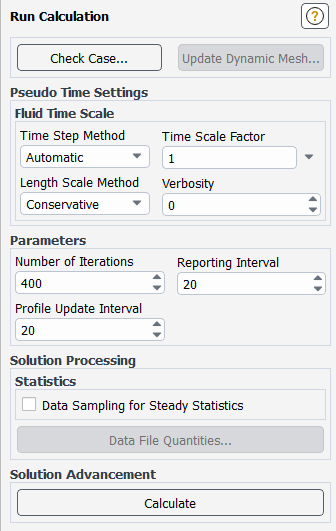 Run Calculation ?
Check Case... Update Dynamic Mesh...
Pseudo Time Settings
Fluid Time Scale
Time Step Method Time Scale Factor
Automatic 1
Length Scale Method Verbosity
Conservative 0
Parameters
Number of Iterations Reporting Interval
400 20
Profile Update Interval
20
Solution Processing
Statistics
Data Sampling for Steady Statistics
Data File Quantities...
Solution Advancement
Calculate